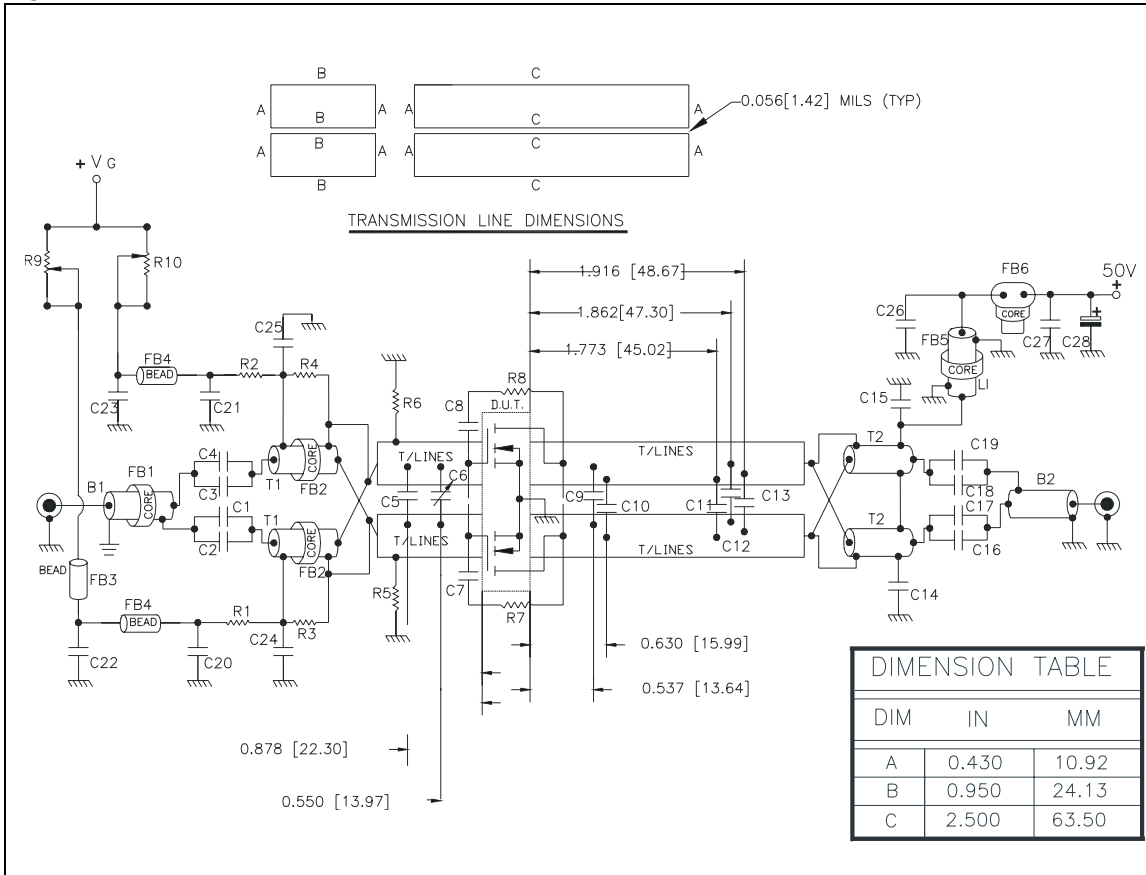 B
C
A
B
A
A
C
A
0.056[1.42] MILS (TYP)
A
B
A
A
C
A
B
C
TRANSMISSION LINE DIMENSIONS
+ V G
R9
R10
C25
FB4
BEAD
R2
R4
C23
C21
R6
R8
D.U.T.
C8
1.916 [48.67]
1.862[47.30]
1.773 [45.02]
FB6
50V
+
C26
CORE
FB5
C27
C28
+
CORE
L1
C15
B1
FB1
CORE
C4
C3
T1
CORE
FB2
C1
C2
T1
CORE
FB2
T/LINES
C6
C5
T/LINES
T/LINES
C9
C10
C11
C12
C13
T/LINES
T2
T2
C19
C18
C17
C16
B2
BEAD
FB3
FB4
BEAD
R1
R3
R5
C7
R7
C14
C22
C20
C24
0.630 [15.99]
0.537 [13.64]
0.878 [22.30]
0.550 [13.97]
DIMENSION TABLE
DIM IN MM
A 0.430 10.92
B 0.950 24.13
C 2.500 63.50